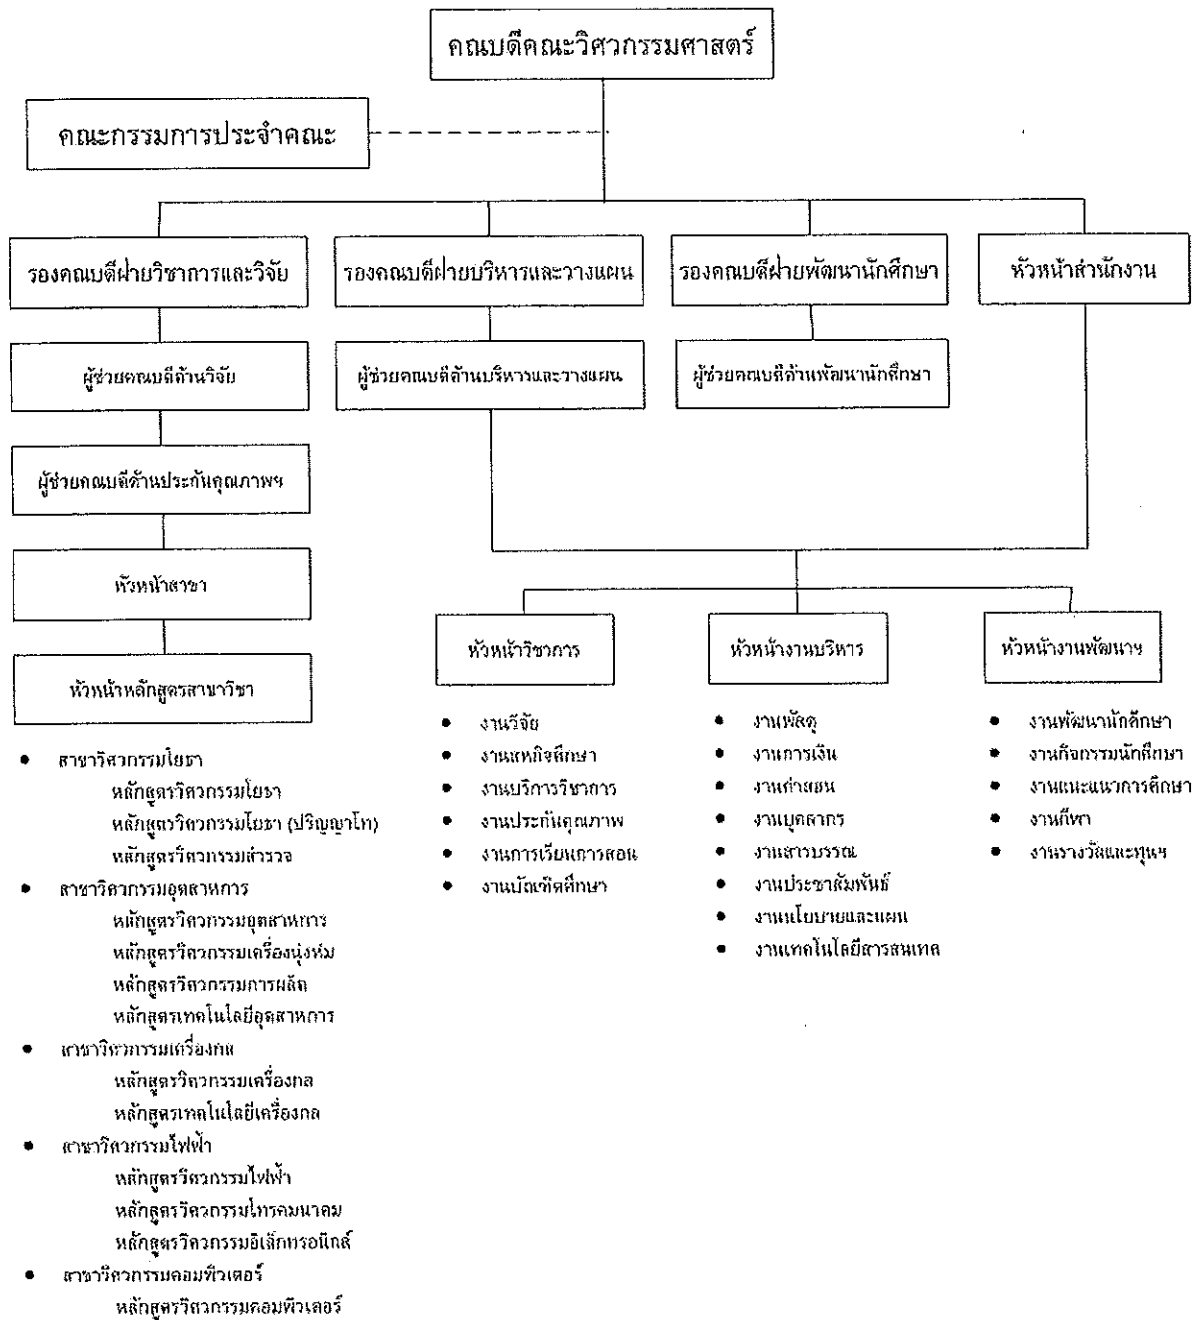 คณบดีคณะวิศวกรรมศาสตร์
คณะกรรมการประจำคณะ
รองคณบดีฝ่ายวิชาการและวิจัย
รองคณบดีฝ่ายบริหารและวางแผน
รองคณบดีฝ่ายพัฒนานักศึกษา
หัวหน้าสำนักงาน
ผู้ช่วยคณบดีด้านวิจัย
ผู้ช่วยคณบดีด้านบริหารและวางแผน
ผู้ช่วยคณบดีด้านพัฒนานักศึกษา
ผู้ช่วยคณบดีด้านประกันคุณภาพฯ
หัวหน้าสาขา
หัวหน้าหลักสูตรสาขาวิชา
• สาขาวิศวกรรมโยธา
หลักสูตรวิศวกรรมโยธา
หลักสูตรวิศวกรรมโยธา (ปริญญาโท)
หลักสูตรวิศวกรรมสำรวจ
• สาขาวิศวกรรมอุตสาหการ
หลักสูตรวิศวกรรมอุตสาหการ
หลักสูตรวิศวกรรมเครื่องนุ่งห่ม
หลักสูตรวิศวกรรมการผลิต
หลักสูตรเทคโนโลยีอุตสาหการ
• สาขาวิศวกรรมเครื่องกล
หลักสูตรวิศวกรรมเครื่องกล
หลักสูตรเทคโนโลยีเครื่องกล
• สาขาวิศวกรรมไฟฟ้า
หลักสูตรวิศวกรรมไฟฟ้า
หลักสูตรวิศวกรรมโทรคมนาคม
หลักสูตรวิศวกรรมอิเล็กทรอนิกส์
• สาขาวิศวกรรมคอมพิวเตอร์
หลักสูตรวิศวกรรมคอมพิวเตอร์
หัวหน้าวิชาการ
• งานวิจัย
• งานสหกิจศึกษา
• งานบริการวิชาการ
• งานประกันคุณภาพ
• งานการเรียนการสอน
• งานบัณฑิตศึกษา
หัวหน้างานบริหาร
• งานพัสดุ
• งานการเงิน
• งานค่าสอน
• งานบุคลากร
• งานสารบรรณ
• งานประชาสัมพันธ์
• งานนโยบายและแผน
• งานเทคโนโลยีสารสนเทศ
หัวหน้างานพัฒนาฯ
• งานพัฒนานักศึกษา
• งานกิจกรรมนักศึกษา
• งานแนะแนวการศึกษา
• งานกีฬา
• งานรางวัลและทุนฯ